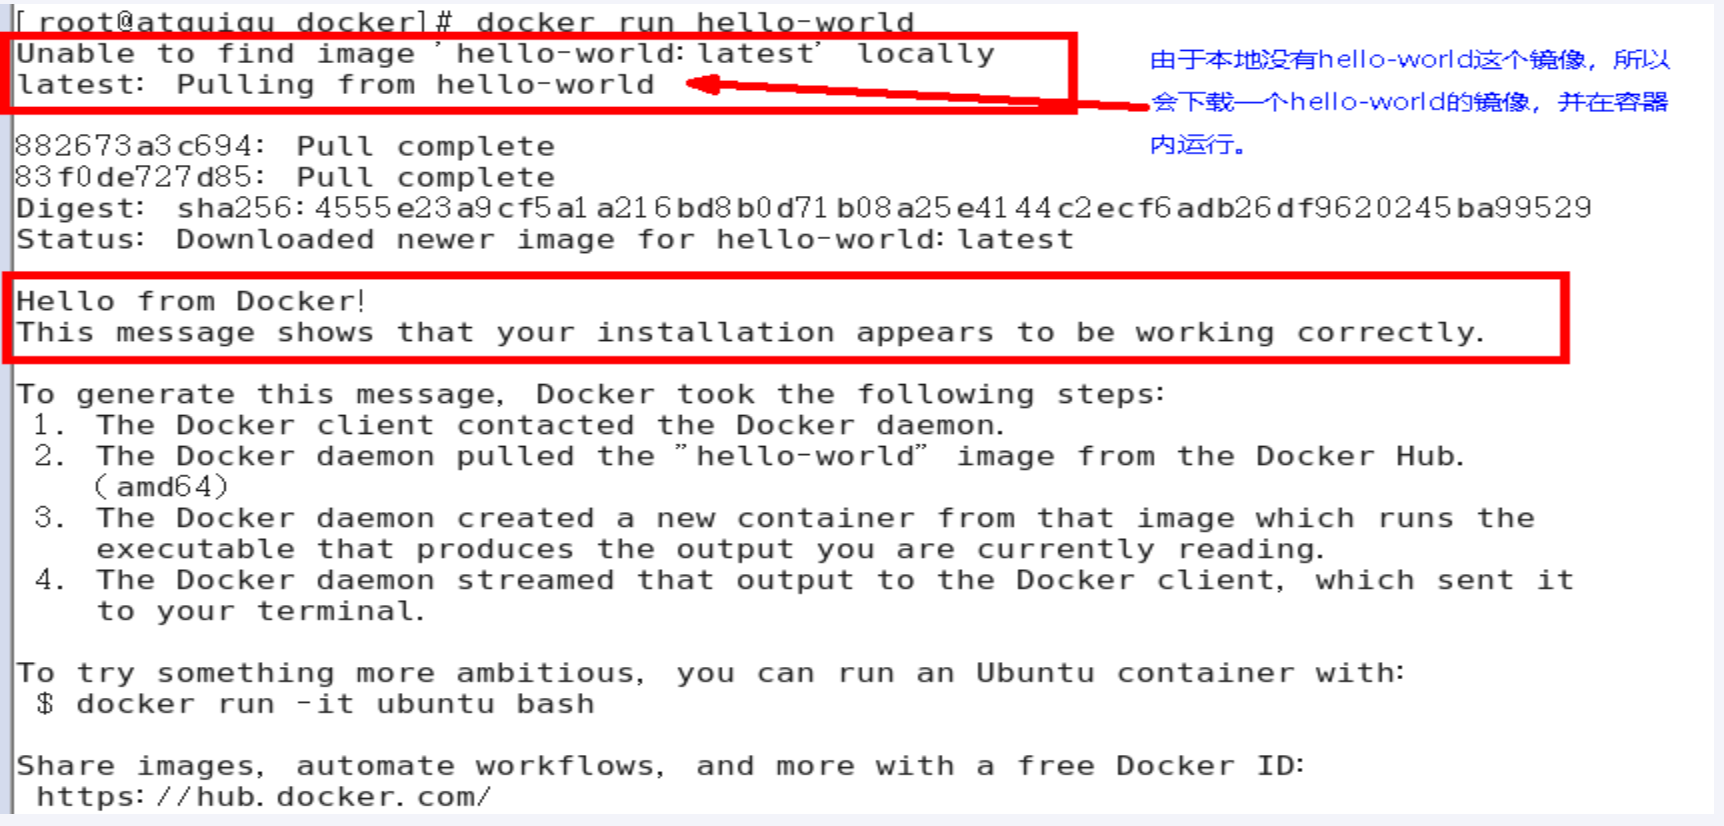 [root@atguigu docker]# docker run hello-world
Unable to find image 'hello-world:latest' locally
latest: Pulling from hello-world
由于本地没有hello-world这个镜像，所以
会下载一个hello-world的镜像，并在容器
内运行。
882673a3c694: Pull complete
83f0de727d85: Pull complete
Digest: sha256:4555e23a9cf5a1a216bd8b0d71b08a25e4144c2ecf6adb26df9620245ba99529
Status: Downloaded newer image for hello-world:latest
Hello from Docker!
This message shows that your installation appears to be working correctly.
To generate this message, Docker took the following steps:
1. The Docker client contacted the Docker daemon.
2. The Docker daemon pulled the "hello-world" image from the Docker Hub.
(amd64)
3. The Docker daemon created a new container from that image which runs the
executable that produces the output you are currently reading.
4. The Docker daemon streamed that output to the Docker client, which sent it
to your terminal.
To try something more ambitious, you can run an Ubuntu container with:
$ docker run -it ubuntu bash
Share images, automate workflows, and more with a free Docker ID:
https://hub.docker.com/